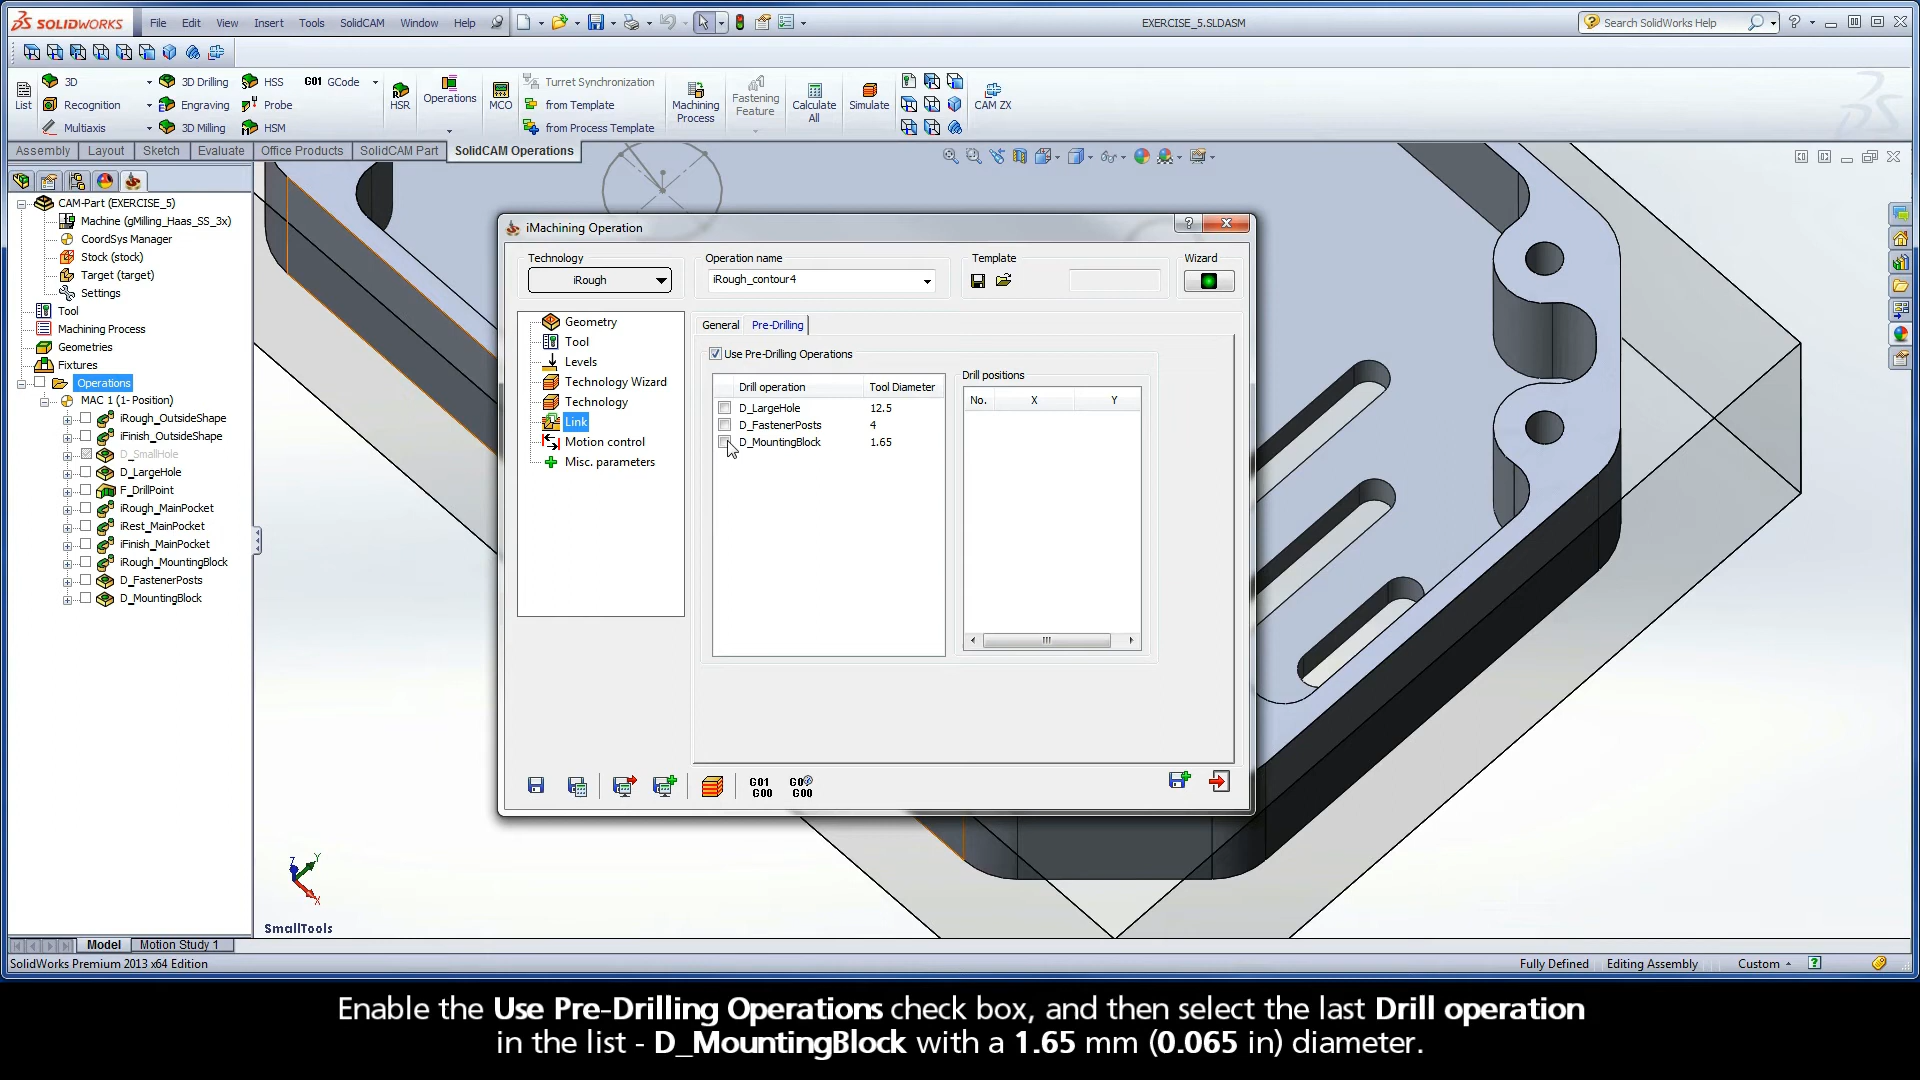 SOLIDWORKS File Edit View Insert Tools SolidCAM Window Help EXERCISE_5.SLDASM Search SolidWorks Help
3D 3D Drilling HSS G01 GCode Turret Synchronization
List Recognition Engraving Probe HSR Operations MCO from Template Machining Process Fastening Feature Calculate All Simulate CAM ZX
Multiaxis 3D Milling HSM from Process Template
Assembly Layout Sketch Evaluate Office Products SolidCAM Part SolidCAM Operations
CAM-Part (EXERCISE_5)
Machine (gMilling_Haas_SS_3x)
CoordSys Manager
Stock (stock)
Target (target)
Settings
Tool
Machining Process
Geometries
Fixtures
Operations
MAC 1 (1- Position)
iRough_OutsideShape
iFinish_OutsideShape
D_SmallHole
D_LargeHole
F_DrillPoint
iRough_MainPocket
iRest_MainPocket
iFinish_MainPocket
iRough_MountingBlock
D_FastenerPosts
D_MountingBlock
iMachining Operation
Technology Operation name Template Wizard
iRough iRough_contour4
Geometry
Tool
Levels
Technology Wizard
Technology
Link
Motion control
Misc. parameters
General Pre-Drilling
Use Pre-Drilling Operations
Drill operation Tool Diameter
D_LargeHole 12.5
D_FastenerPosts 4
D_MountingBlock 1.65
Drill positions
No. X Y
G01 G00
G00
Z Y
X
SmallTools
Model Motion Study 1
SolidWorks Premium 2013 x64 Edition Fully Defined Editing Assembly Custom
Enable the Use Pre-Drilling Operations check box, and then select the last Drill operation
in the list - D_MountingBlock with a 1.65 mm (0.065 in) diameter.